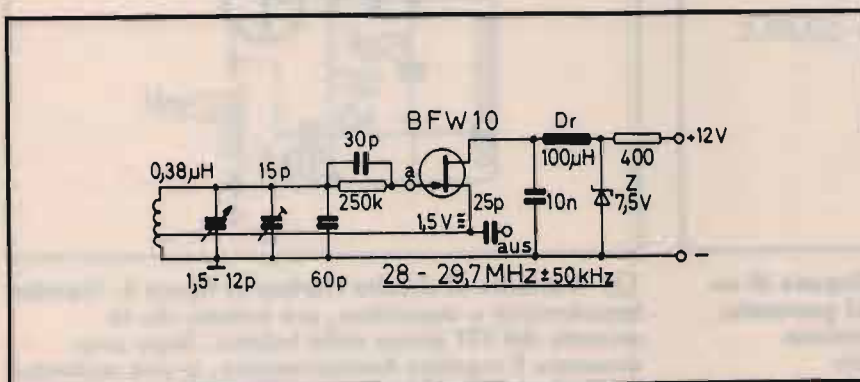 BFW10
Dr
30p
a
+12V
0,38µH
15p
100µH
400
250k
25p
10n
Z
7,5V
1,5V≂
aus
–
1,5-12p
60p
28 - 29,7 MHz ± 50 kHz